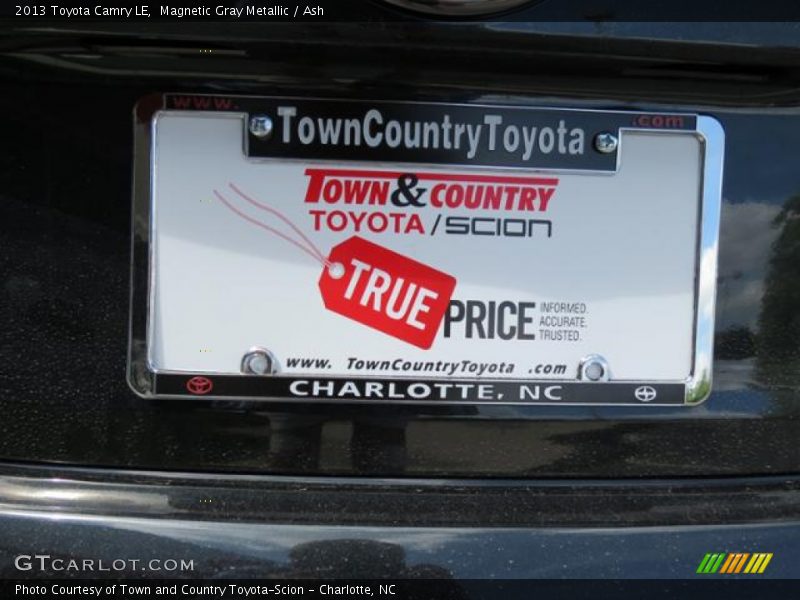 2013 Toyota Camry LE,  Magnetic Gray Metallic / Ash
www. .com
TownCountryToyota
TOWN & COUNTRY
TOYOTA / SCION
TRUE
PRICE
INFORMED.
ACCURATE.
TRUSTED.
www. TownCountryToyota .com
CHARLOTTE, NC
GTCARLOT.COM
Photo Courtesy of Town and Country Toyota-Scion - Charlotte, NC